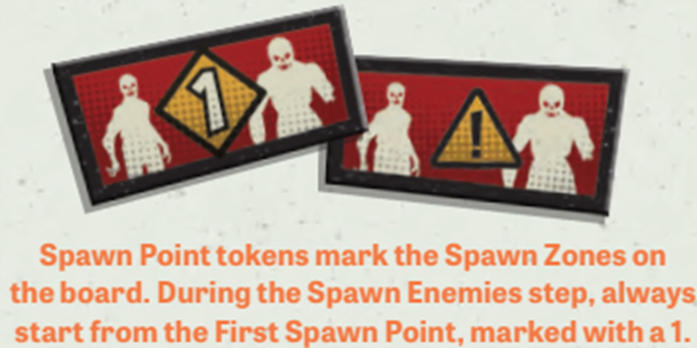 1
!
Spawn Point tokens mark the Spawn Zones on
the board. During the Spawn Enemies step, always
start from the First Spawn Point, marked with a 1.